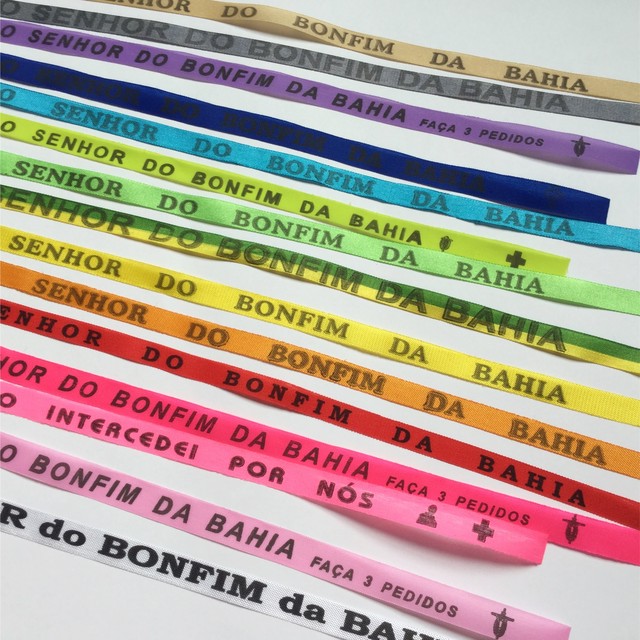 SENHOR DO BONFIM DA BAHIA
SENHOR DO BONFIM DA BAHIA
O SENHOR DO BONFIM DA BAHIA FAÇA 3 PEDIDOS
SENHOR DO BONFIM DA BAHIA
O SENHOR DO BONFIM DA BAHIA
O SENHOR DO BONFIM DA BAHIA
SENHOR DO BONFIM DA BAHIA
SENHOR DO BONFIM DA BAHIA
SENHOR DO BONFIM DA BAHIA
SENHOR DO BONFIM DA BAHIA
SENHOR DO BONFIM DA BAHIA
HOR DO BONFIM DA BAHIA FAÇA 3 PEDIDOS
O INTERCEDEI POR NÓS
O BONFIM DA BAHIA FAÇA 3 PEDIDOS
R do BONFIM da BAH